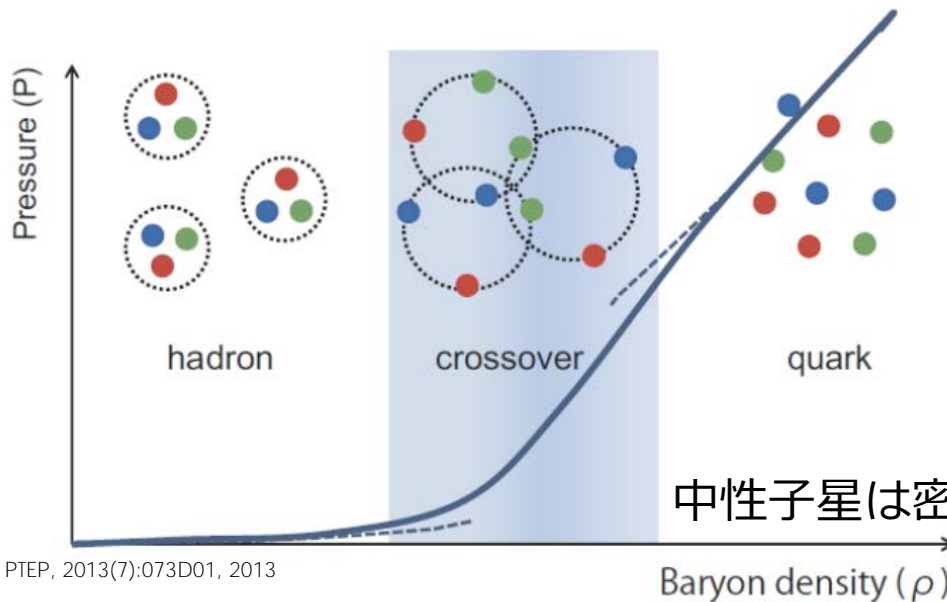 Pressure (P)
hadron
crossover
quark
中性子星は密
PTEP, 2013(7):073D01, 2013
Baryon density (ρ)